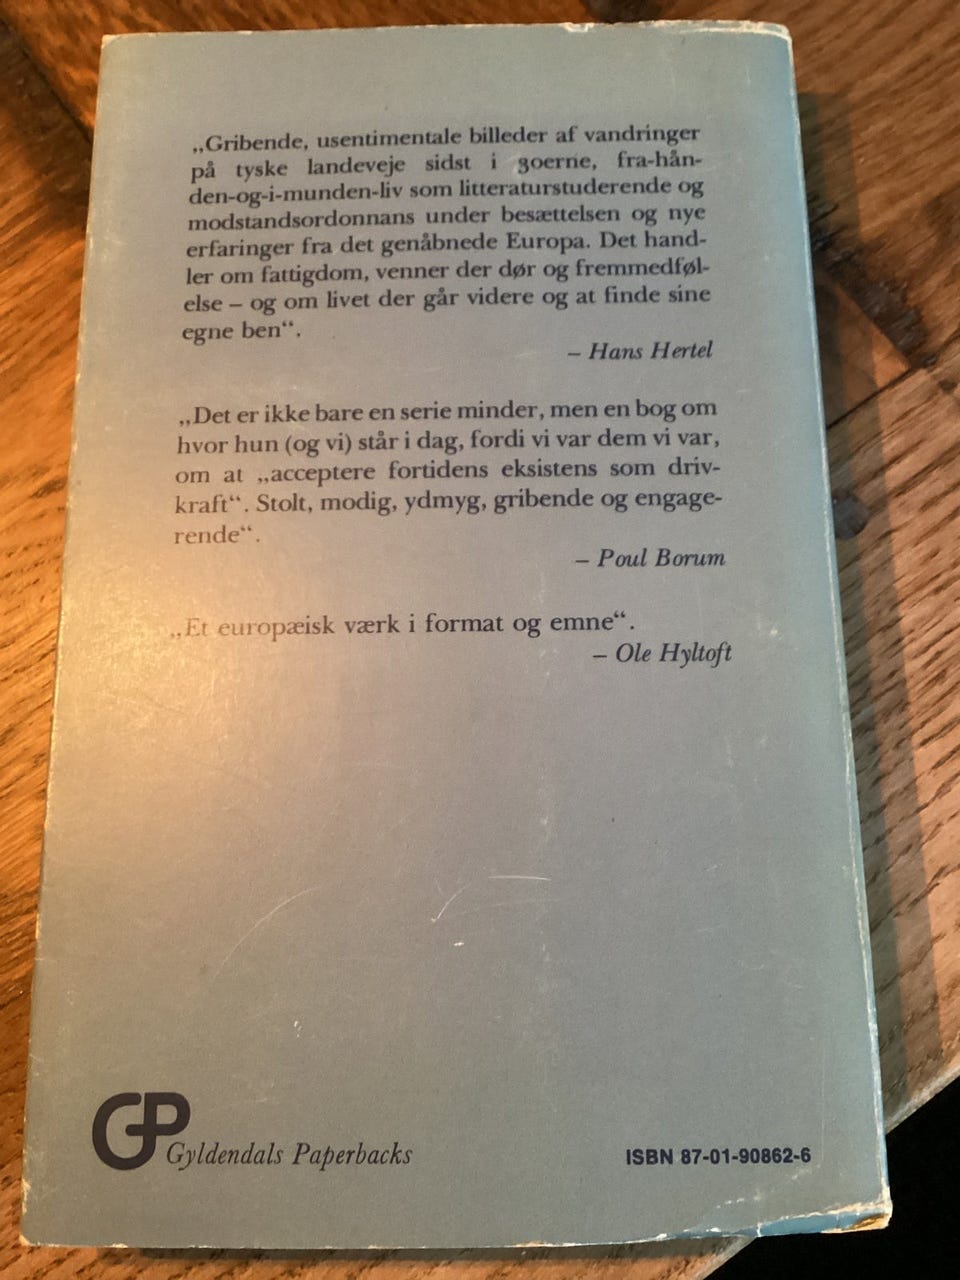 „Gribende, usentimentale billeder af vandringer
på tyske landeveje sidst i 30erne, fra-hån-
den-og-i-munden-liv som litteraturstuderende og
modstandsordonnans under besættelsen og nye
erfaringer fra det genåbnede Europa. Det hand-
ler om fattigdom, venner der dør og fremmedføl-
else – og om livet der går videre og at finde sine
egne ben“.
– Hans Hertel
„Det er ikke bare en serie minder, men en bog om
hvor hun (og vi) står i dag, fordi vi var dem vi var,
om at „acceptere fortidens eksistens som driv-
kraft“. Stolt, modig, ydmyg, gribende og engage-
rende“.
– Poul Borum
„Et europæisk værk i format og emne“.
– Ole Hyltoft
GP
Gyldendals Paperbacks
ISBN 87-01-90862-6